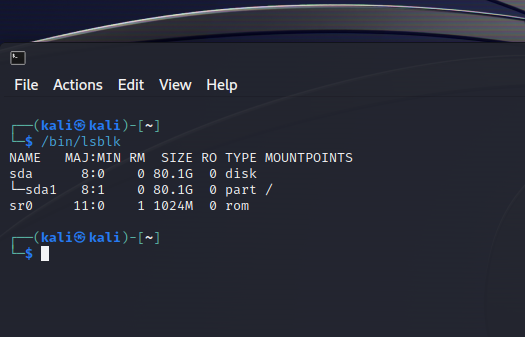 File Actions Edit View Help
┌──(kali㉿kali)-[~]
└─$ /bin/lsblk
NAME   MAJ:MIN RM  SIZE RO TYPE MOUNTPOINTS
sda      8:0    0 80.1G  0 disk
└─sda1   8:1    0 80.1G  0 part /
sr0     11:0    1 1024M  0 rom
┌──(kali㉿kali)-[~]
└─$